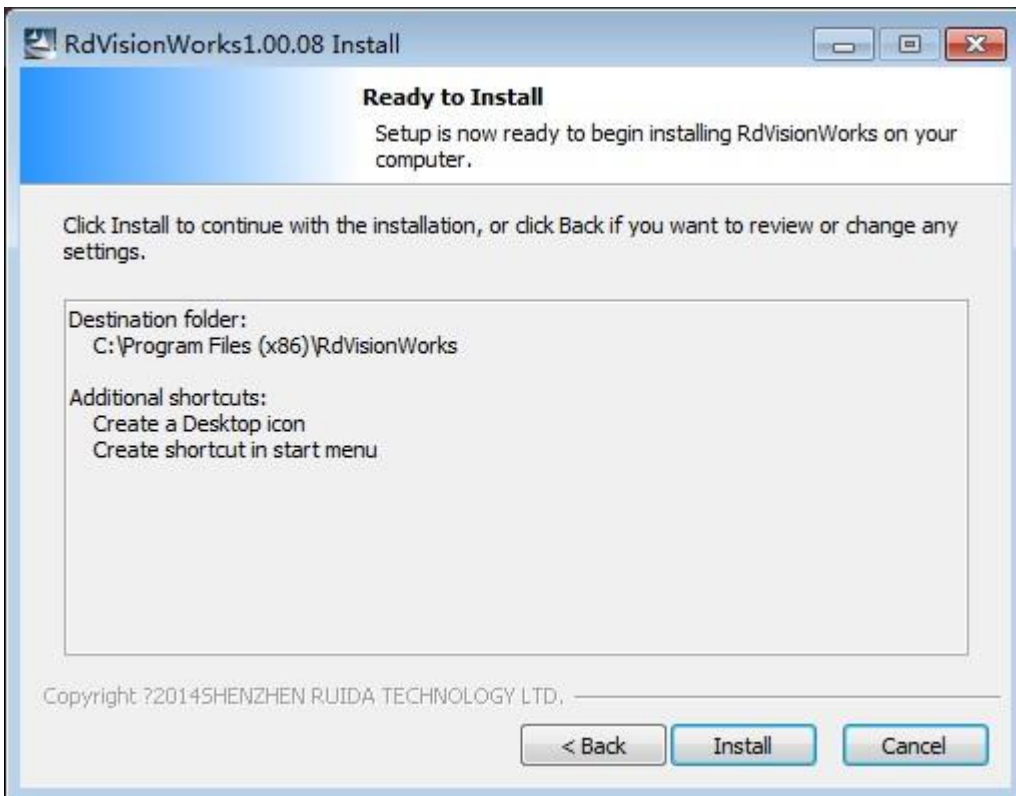 RdVisionWorks1.00.08 Install
Ready to Install
Setup is now ready to begin installing RdVisionWorks on your
computer.
Click Install to continue with the installation, or click Back if you want to review or change any
settings.
Destination folder:
C:\Program Files (x86)\RdVisionWorks
Additional shortcuts:
Create a Desktop icon
Create shortcut in start menu
Copyright ?2014SHENZHEN RUIDA TECHNOLOGY LTD.
< Back
Install
Cancel